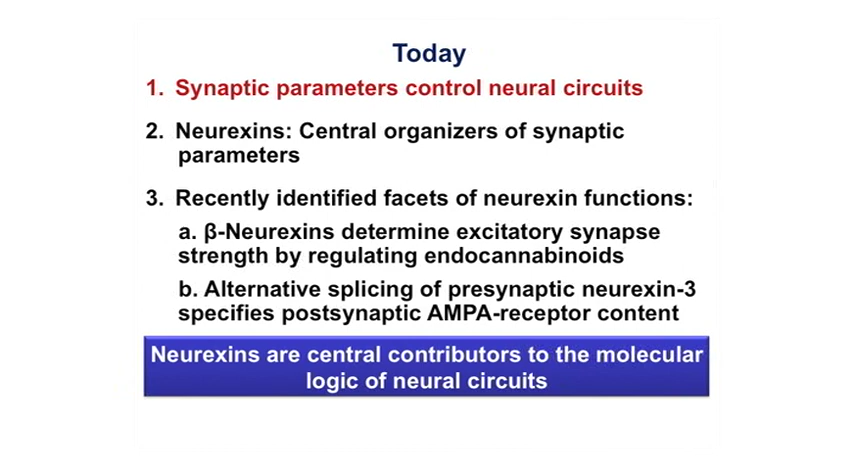 Today
1. Synaptic parameters control neural circuits
2. Neurexins: Central organizers of synaptic
parameters
3. Recently identified facets of neurexin functions:
a. β-Neurexins determine excitatory synapse
strength by regulating endocannabinoids
b. Alternative splicing of presynaptic neurexin-3
specifies postsynaptic AMPA-receptor content
Neurexins are central contributors to the molecular
logic of neural circuits